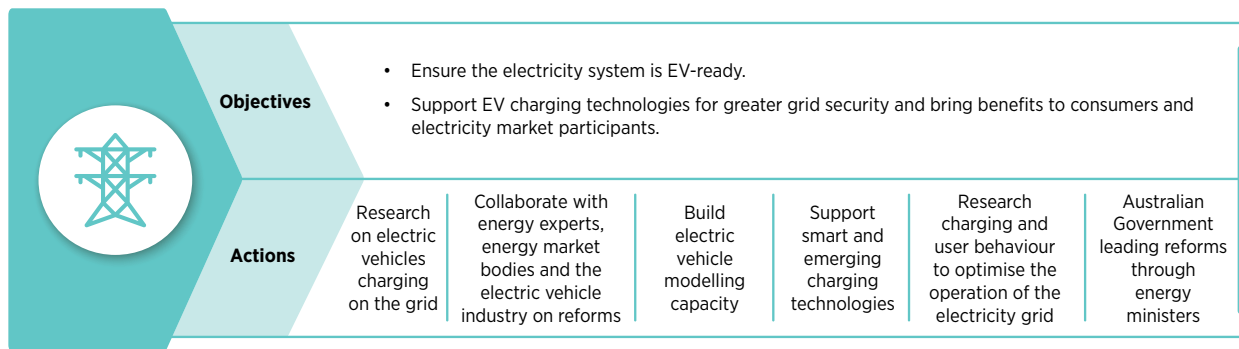 Objectives
• Ensure the electricity system is EV-ready.
• Support EV charging technologies for greater grid security and bring benefits to consumers and
electricity market participants.
Actions
Research
on electric
vehicles
charging
on the grid
Collaborate with
energy experts,
energy market
bodies and the
electric vehicle
industry on reforms
Build
electric
vehicle
modelling
capacity
Support
smart and
emerging
charging
technologies
Research
charging and
user behaviour
to optimise the
operation of the
electricity grid
Australian
Government
leading reforms
through
energy
ministers